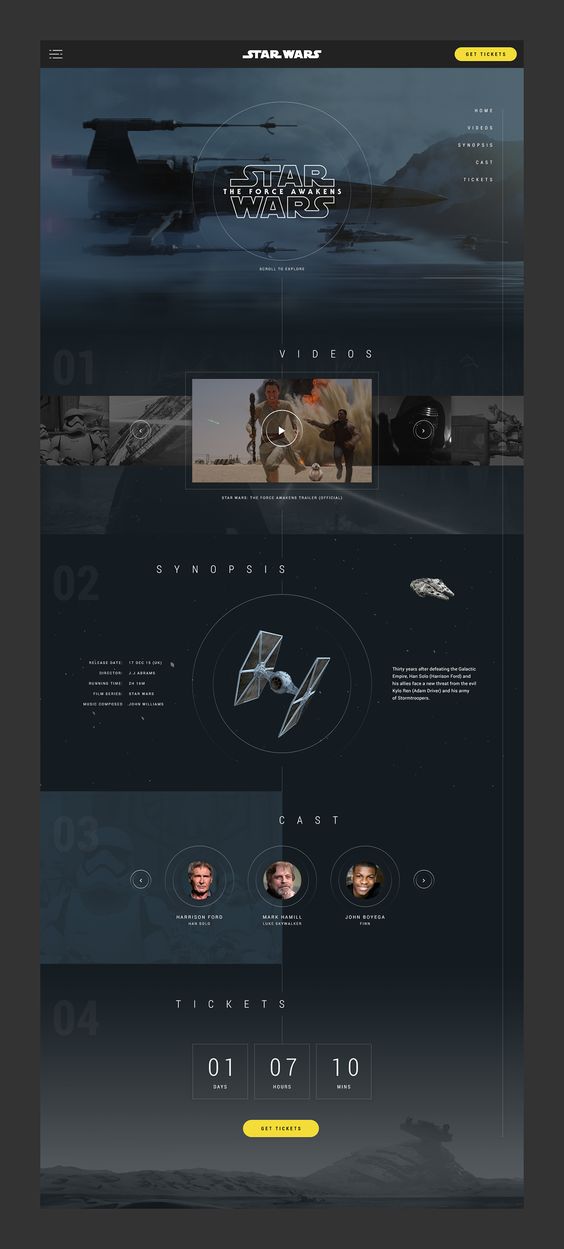 STAR WARS
GET TICKETS
HOME
VIDEOS
SYNOPSIS
CAST
TICKETS
STAR
THE FORCE AWAKENS
WARS
SCROLL TO EXPLORE
01
VIDEOS
STAR WARS: THE FORCE AWAKENS TRAILER (OFFICIAL)
02
SYNOPSIS
RELEASE DATE: 17 DEC 15 (UK)
DIRECTOR: J.J ABRAMS
RUNNING TIME: 2H 16M
FILM SERIES: STAR WARS
MUSIC COMPOSED JOHN WILLIAMS
Thirty years after defeating the Galactic
Empire, Han Solo (Harrison Ford) and
his allies face a new threat from the evil
Kylo Ren (Adam Driver) and his army
of Stormtroopers.
03
CAST
HARRISON FORD
HAN SOLO
MARK HAMILL
LUKE SKYWALKER
JOHN BOYEGA
FINN
04
TICKETS
01 07 10
DAYS HOURS MINS
GET TICKETS